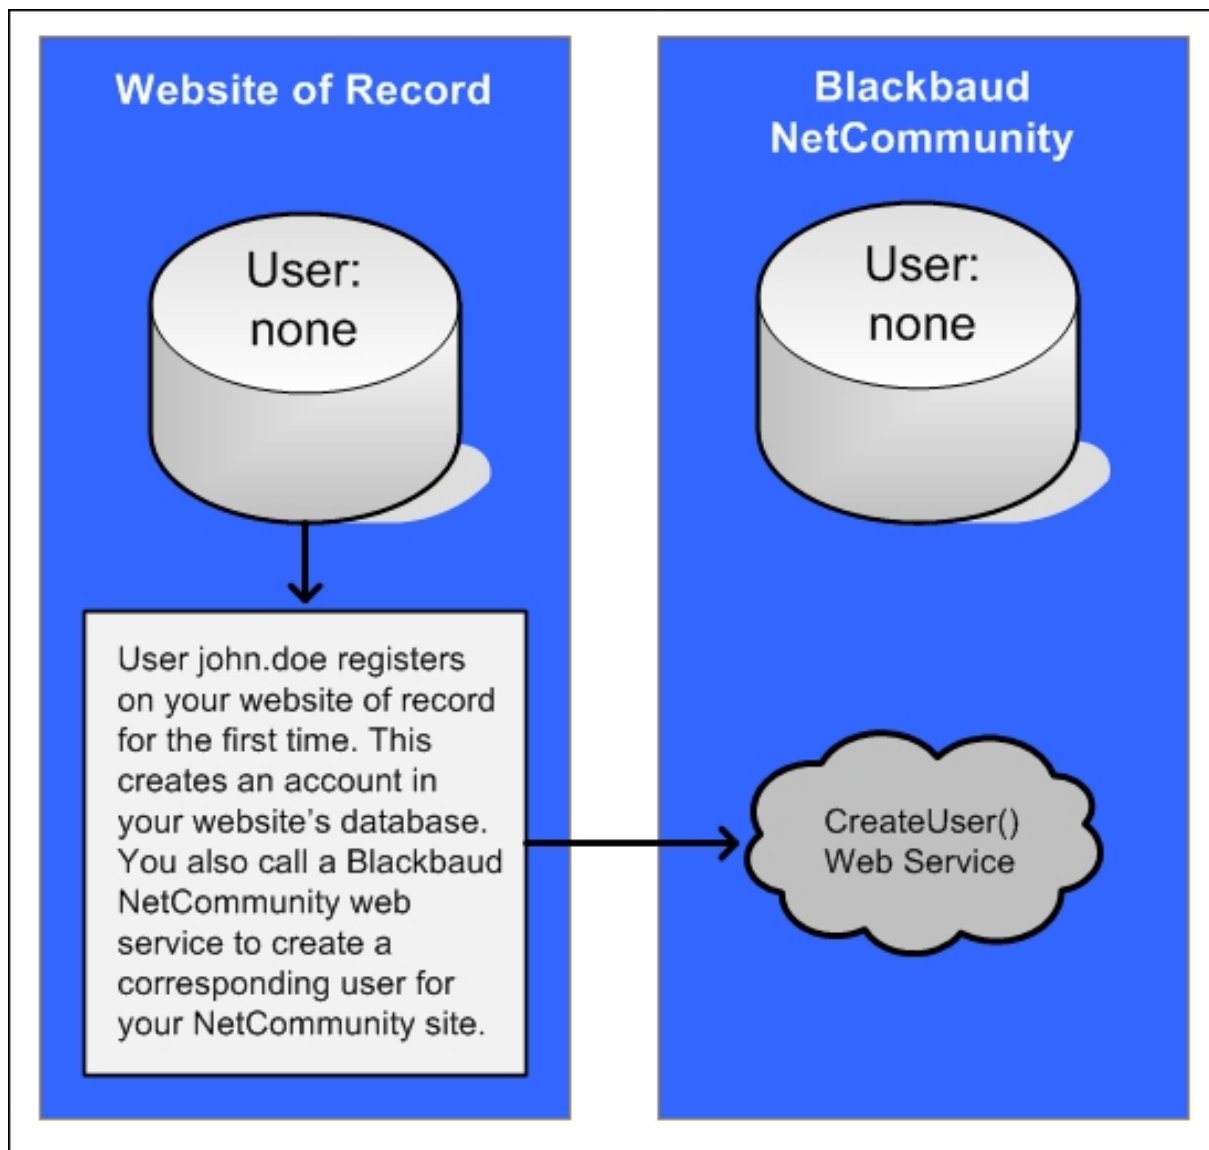 Website of Record
User:
none
User john.doe registers
on your website of record
for the first time. This
creates an account in
your website’s database.
You also call a Blackbaud
NetCommunity web
service to create a
corresponding user for
your NetCommunity site.
Blackbaud
NetCommunity
User:
none
CreateUser()
Web Service